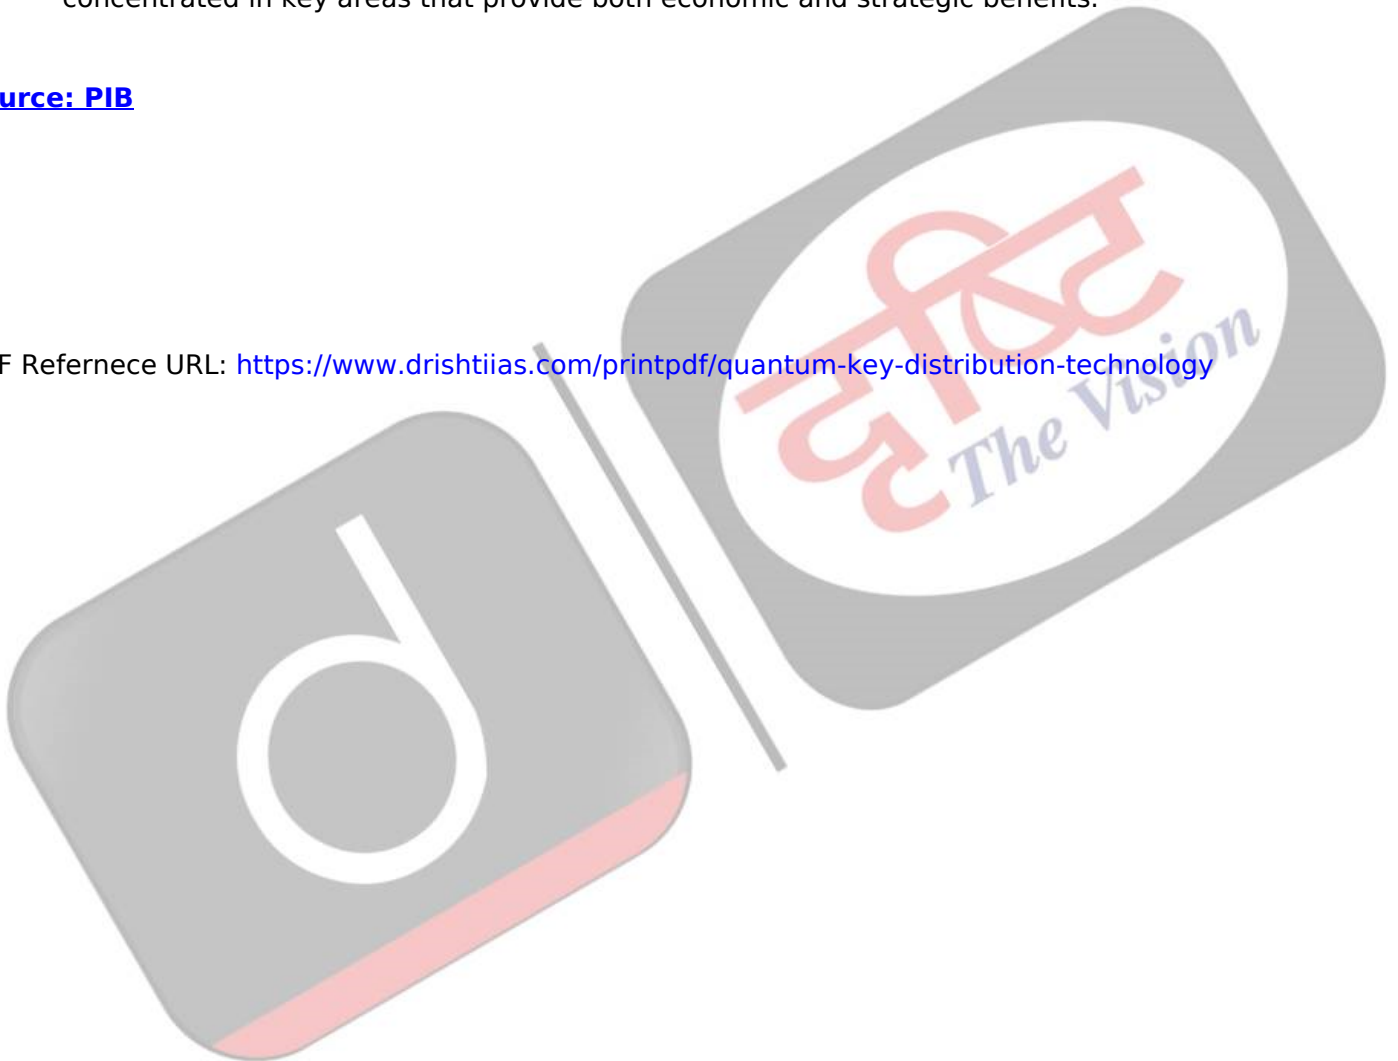 concentrated in key areas that provide both economic and strategic benefits.
urce: PIB
F Refernece URL: https://www.drishtiias.com/printpdf/quantum-key-distribution-technology
दृष्टि
The Vision
d